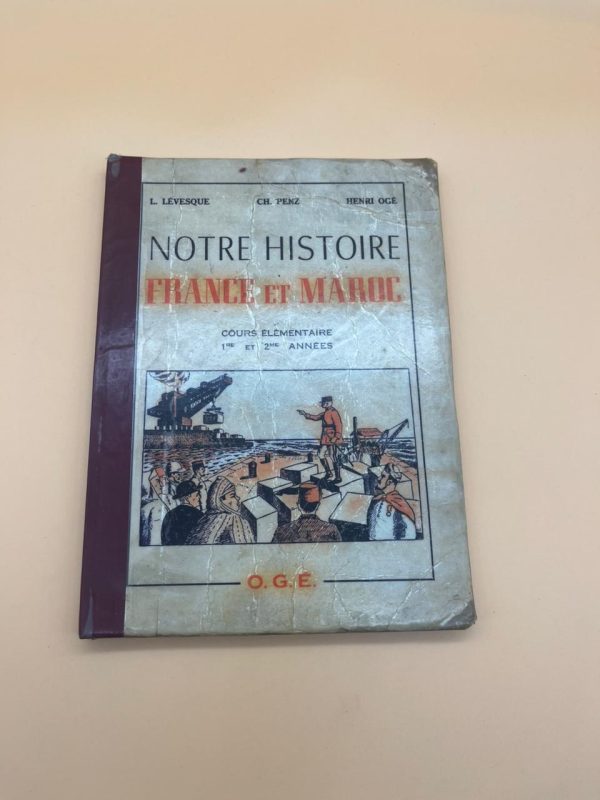 L. LÉVESQUE CH. PENZ HENRI OGÉ
NOTRE HISTOIRE
FRANCE ET MAROC
COURS ÉLÉMENTAIRE
1RE ET 2ME ANNÉES
O.G.É.